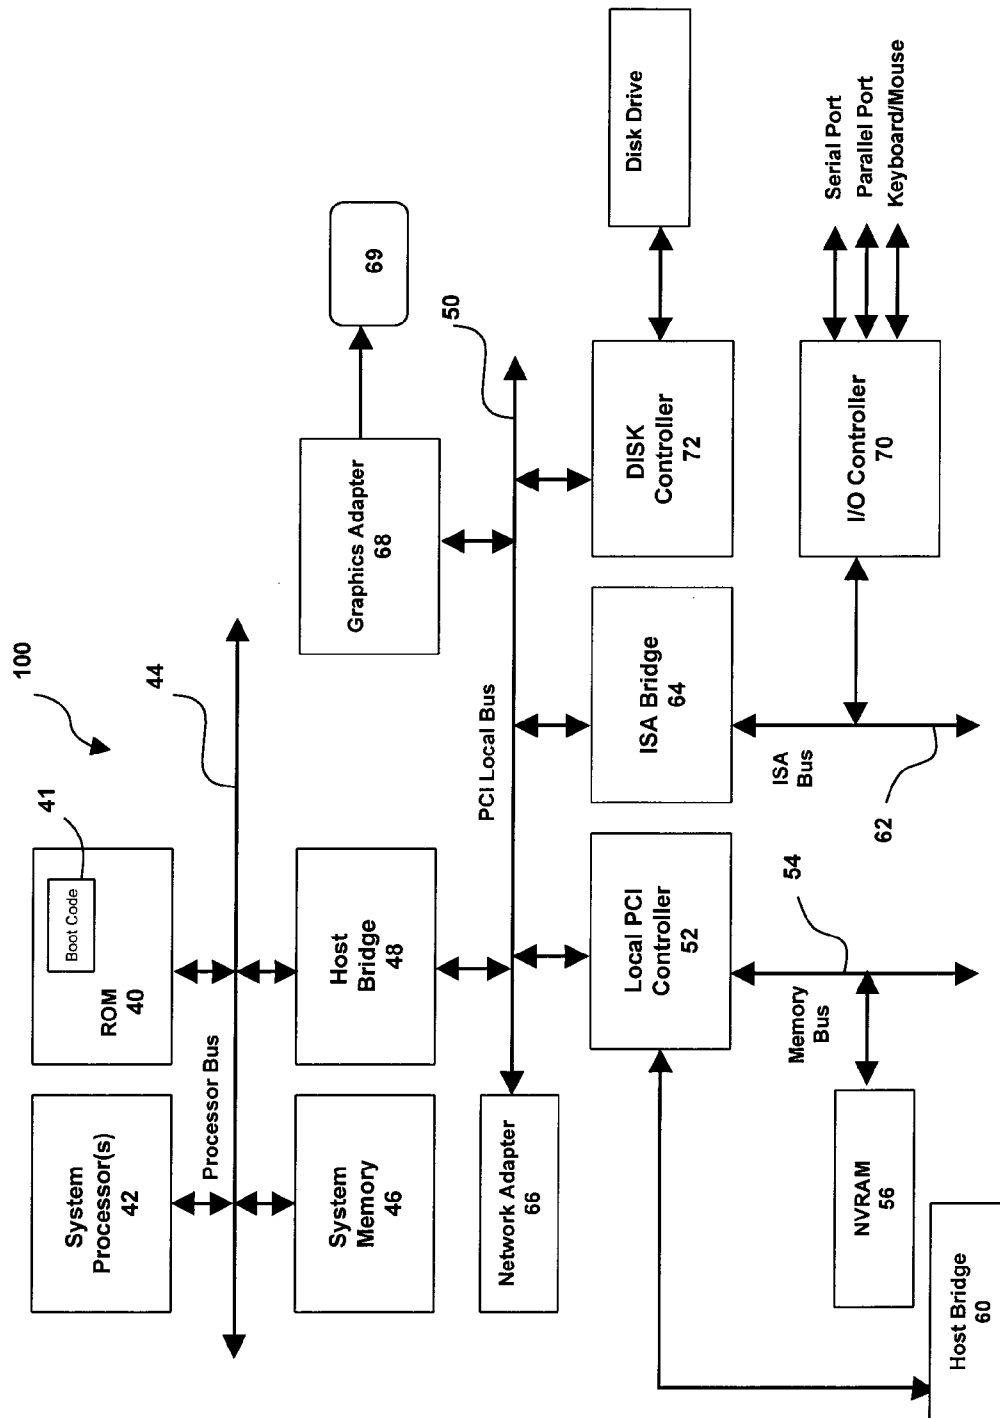 100
System
Processor(s)
42
ROM
40
Boot Code
41
44
Processor Bus
System
Memory
46
Host
Bridge
48
Graphics Adapter
68
69
50
PCI Local Bus
Network Adapter
66
Local PCI
Controller
52
ISA Bridge
64
DISK
Controller
72
Disk Drive
Memory
Bus
54
ISA
Bus
62
NVRAM
56
I/O Controller
70
Serial Port
Parallel Port
Keyboard/Mouse
Host Bridge
60